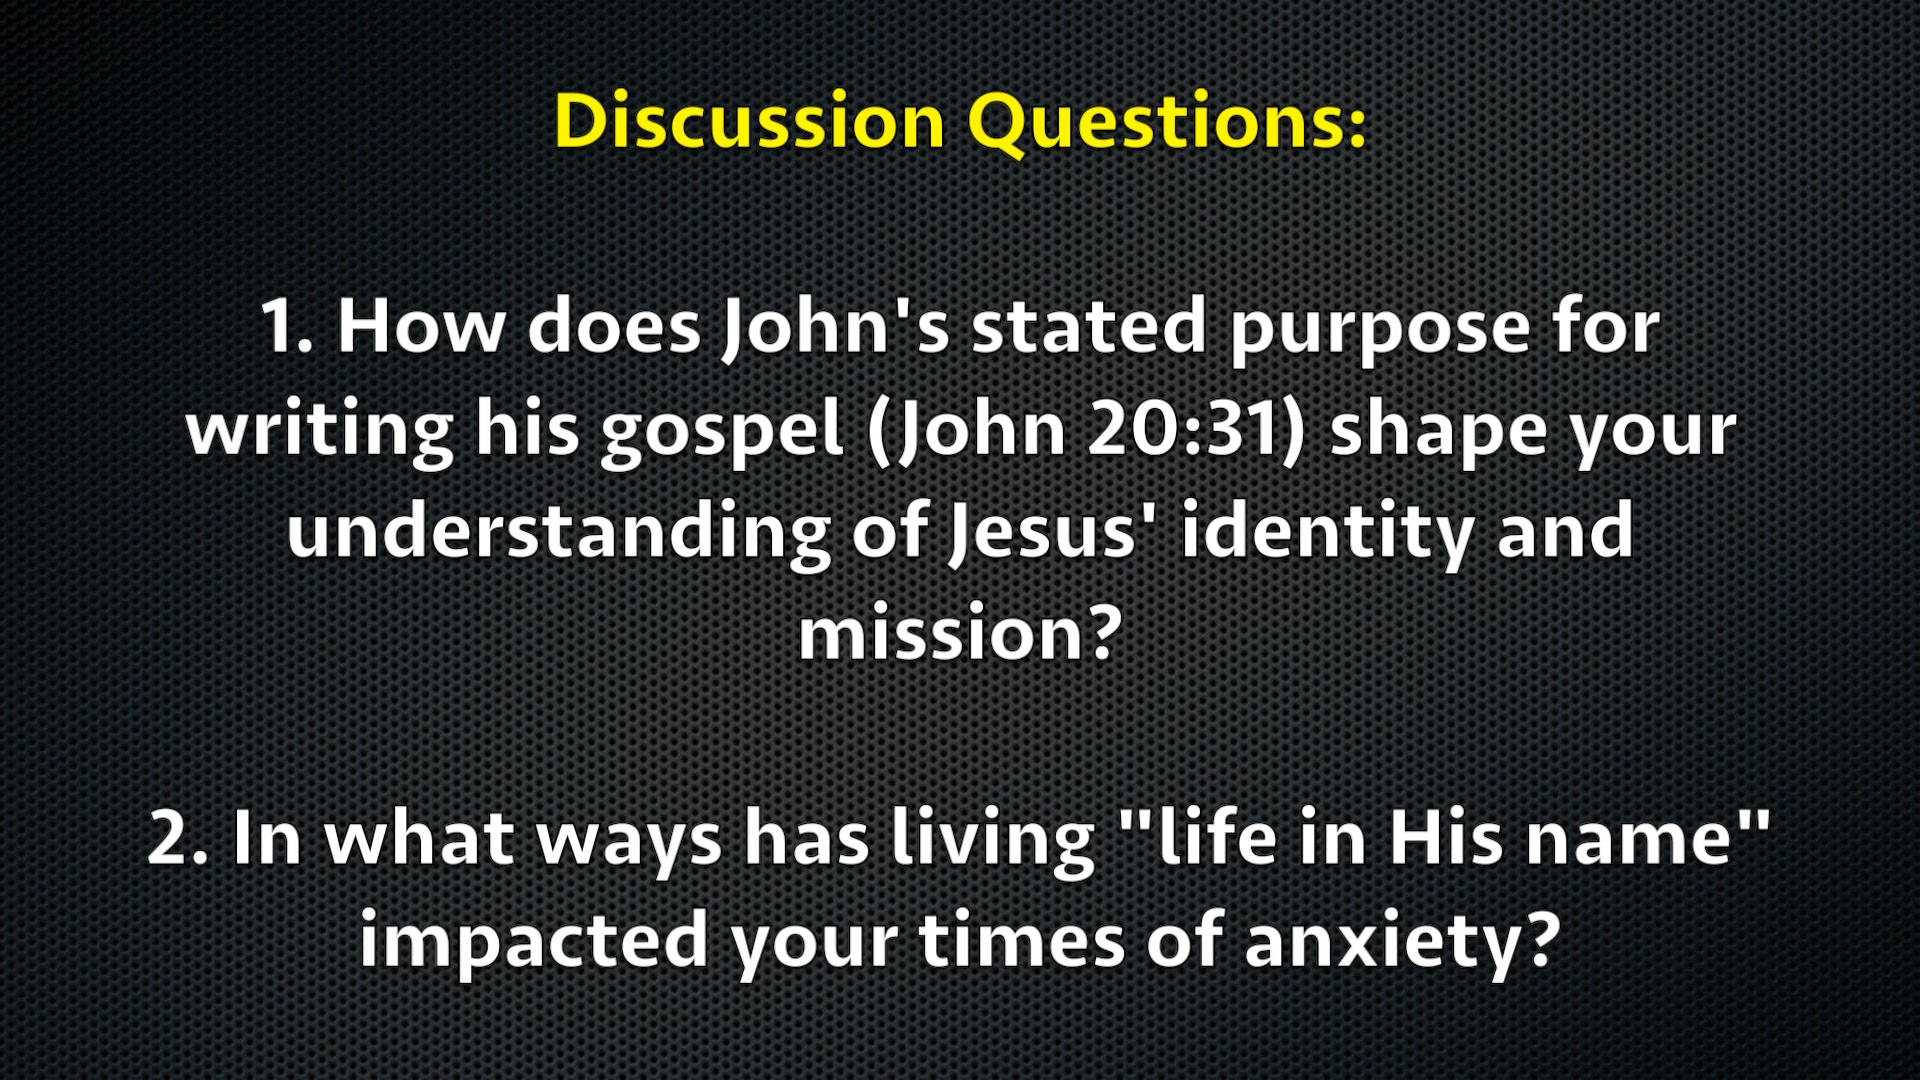 Discussion Questions:
1. How does John's stated purpose for
writing his gospel (John 20:31) shape your
understanding of Jesus' identity and
mission?
2. In what ways has living "life in His name"
impacted your times of anxiety?